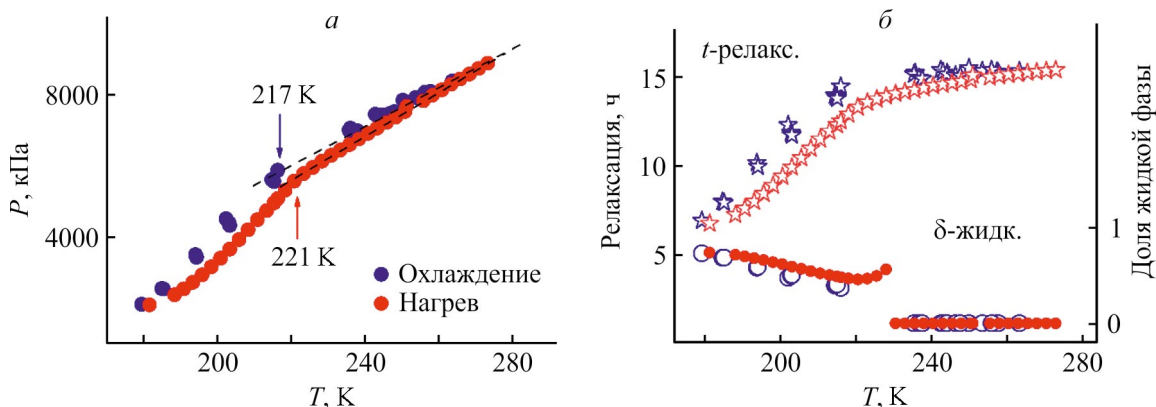 а
P, кПа
8000
4000
217 K
221 K
Охлаждение
Нагрев
200
240
280
T, K
б
Релаксация, ч
t-релакс.
15
10
5
δ-жидк.
1
0
Доля жидкой фазы
200
240
280
T, K